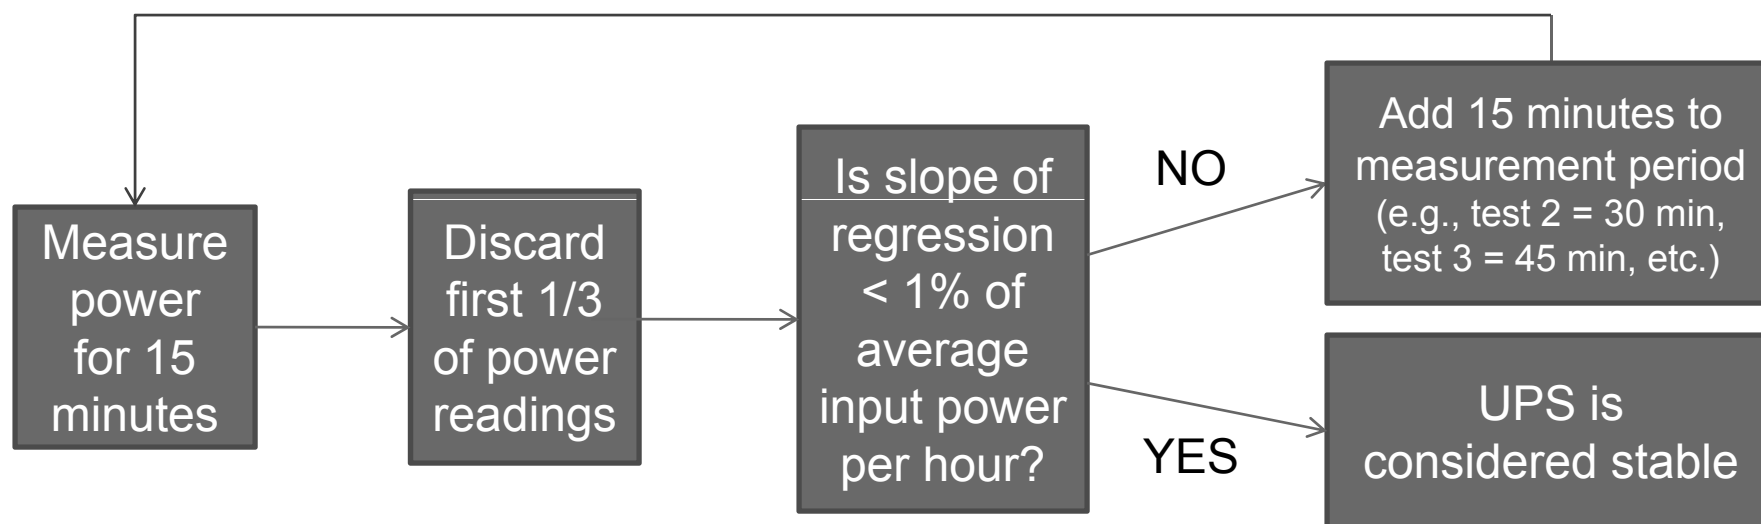 Measure
power
for 15
minutes
Discard
first 1/3
of power
readings
Is slope of
regression
< 1% of
average
input power
per hour?
NO
Add 15 minutes to
measurement period
(e.g., test 2 = 30 min,
test 3 = 45 min, etc.)
YES
UPS is
considered stable